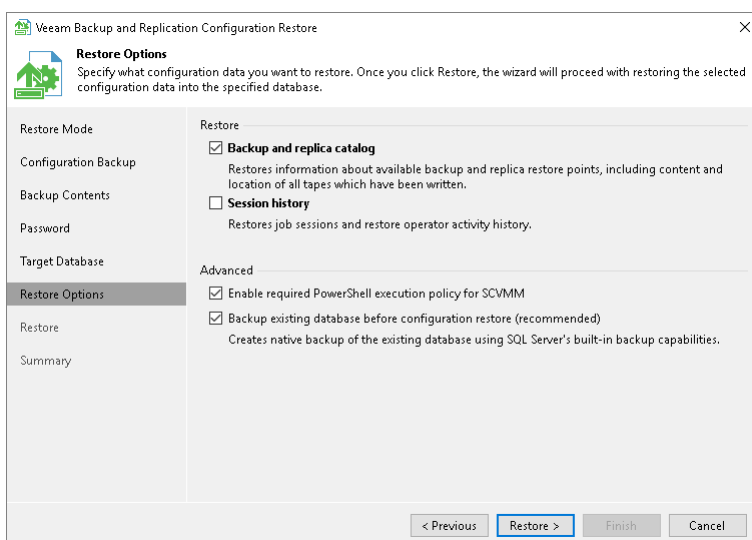 Veeam Backup and Replication Configuration Restore
Restore Options
Specify what configuration data you want to restore. Once you click Restore, the wizard will proceed with restoring the selected
configuration data into the specified database.
Restore Mode
Configuration Backup
Backup Contents
Password
Target Database
Restore Options
Restore
Summary
Restore
Backup and replica catalog
Restores information about available backup and replica restore points, including content and
location of all tapes which have been written.
Session history
Restores job sessions and restore operator activity history.
Advanced
Enable required PowerShell execution policy for SCVMM
Backup existing database before configuration restore (recommended)
Creates native backup of the existing database using SQL Server's built-in backup capabilities.
< Previous
Restore >
Finish
Cancel